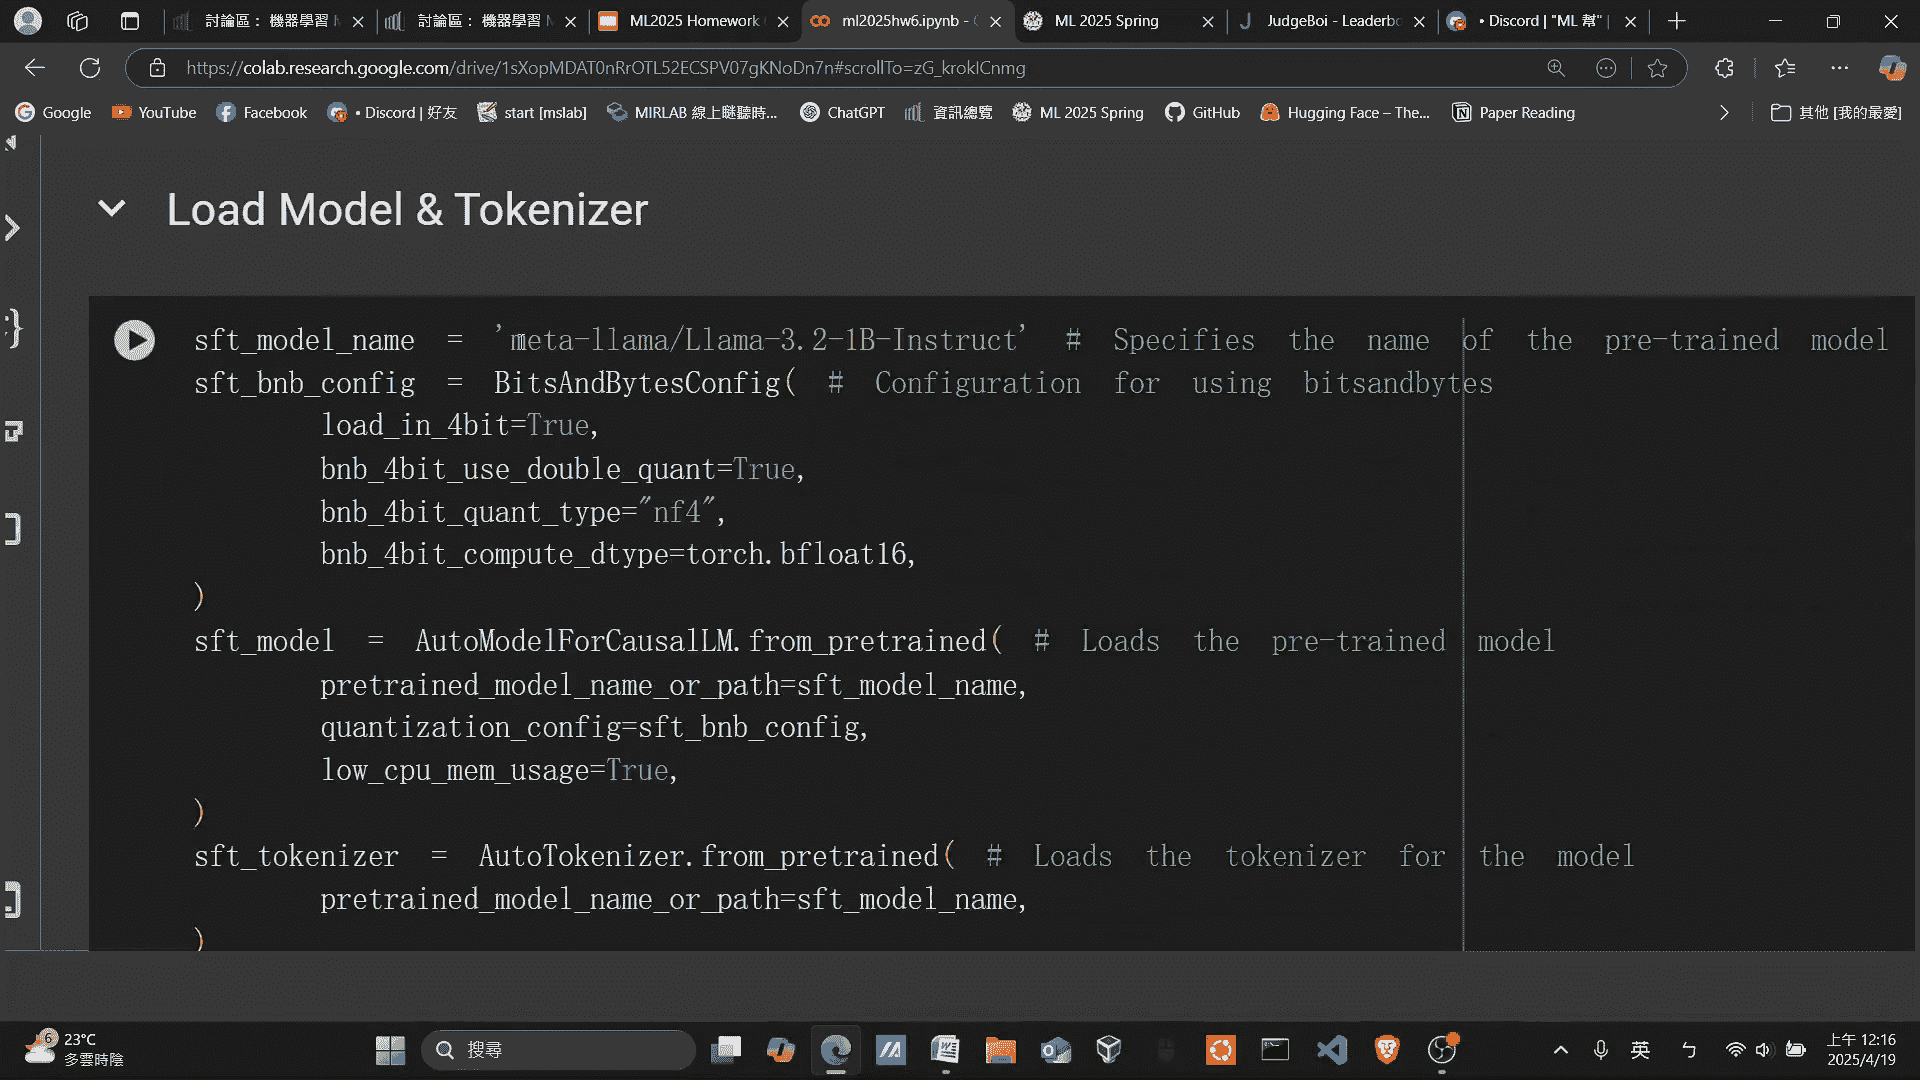 討論區： 機器學習 M
討論區： 機器學習 M
ML2025 Homework
ml2025hw6.ipynb - C
ML 2025 Spring
JudgeBoi - Leaderbo
• Discord | "ML 幫" |
https://colab.research.google.com/drive/1sXopMDAT0nRrOTL52ECSPV07gKNoDn7n#scrollTo=zG_krokICnmg
Google
YouTube
Facebook
• Discord | 好友
start [mslab]
MIRLAB 線上瞇聽時...
ChatGPT
資訊總覽
ML 2025 Spring
GitHub
Hugging Face – The...
Paper Reading
其他 [我的最愛]
Load Model & Tokenizer
sft_model_name = 'meta-llama/Llama-3.2-1B-Instruct' # Specifies the name of the pre-trained model
sft_bnb_config = BitsAndBytesConfig( # Configuration for using bitsandbytes
load_in_4bit=True,
bnb_4bit_use_double_quant=True,
bnb_4bit_quant_type="nf4",
bnb_4bit_compute_dtype=torch.bfloat16,
)
sft_model = AutoModelForCausalLM.from_pretrained( # Loads the pre-trained model
pretrained_model_name_or_path=sft_model_name,
quantization_config=sft_bnb_config,
low_cpu_mem_usage=True,
)
sft_tokenizer = AutoTokenizer.from_pretrained( # Loads the tokenizer for the model
pretrained_model_name_or_path=sft_model_name,
)
23°C
多雲時陰
搜尋
英
ㄅ
上午 12:16
2025/4/19